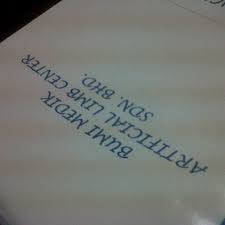 BUMI MEDIK
ARTIFICIAL LIMB CENTER
SDN. BHD.